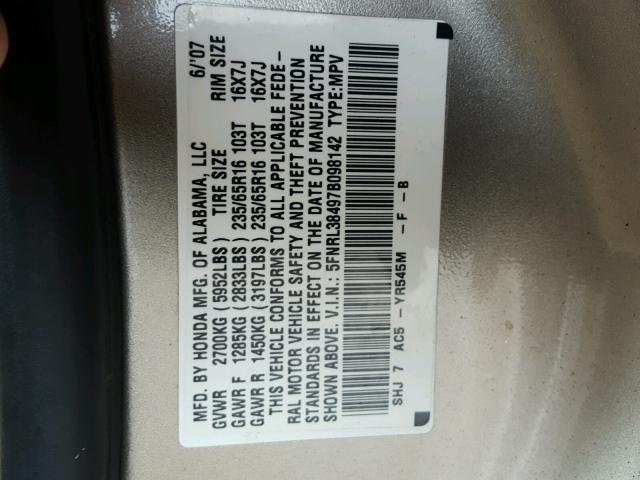 MFD. BY HONDA MFG. OF ALABAMA, LLC 6/'07
GVWR 2700KG (5952LBS) TIRE SIZE RIM SIZE
GAWR F 1285KG (2833LBS) 235/65R16 103T 16X7J
GAWR R 1450KG (3197LBS) 235/65R16 103T 16X7J
THIS VEHICLE CONFORMS TO ALL APPLICABLE FEDE-
RAL MOTOR VEHICLE SAFETY AND THEFT PREVENTION
STANDARDS IN EFFECT ON THE DATE OF MANUFACTURE
SHOWN ABOVE. V.I.N.: 5FNRL38497B098142 TYPE:MPV
SHJ 7 AC5 - YR545M - F - B